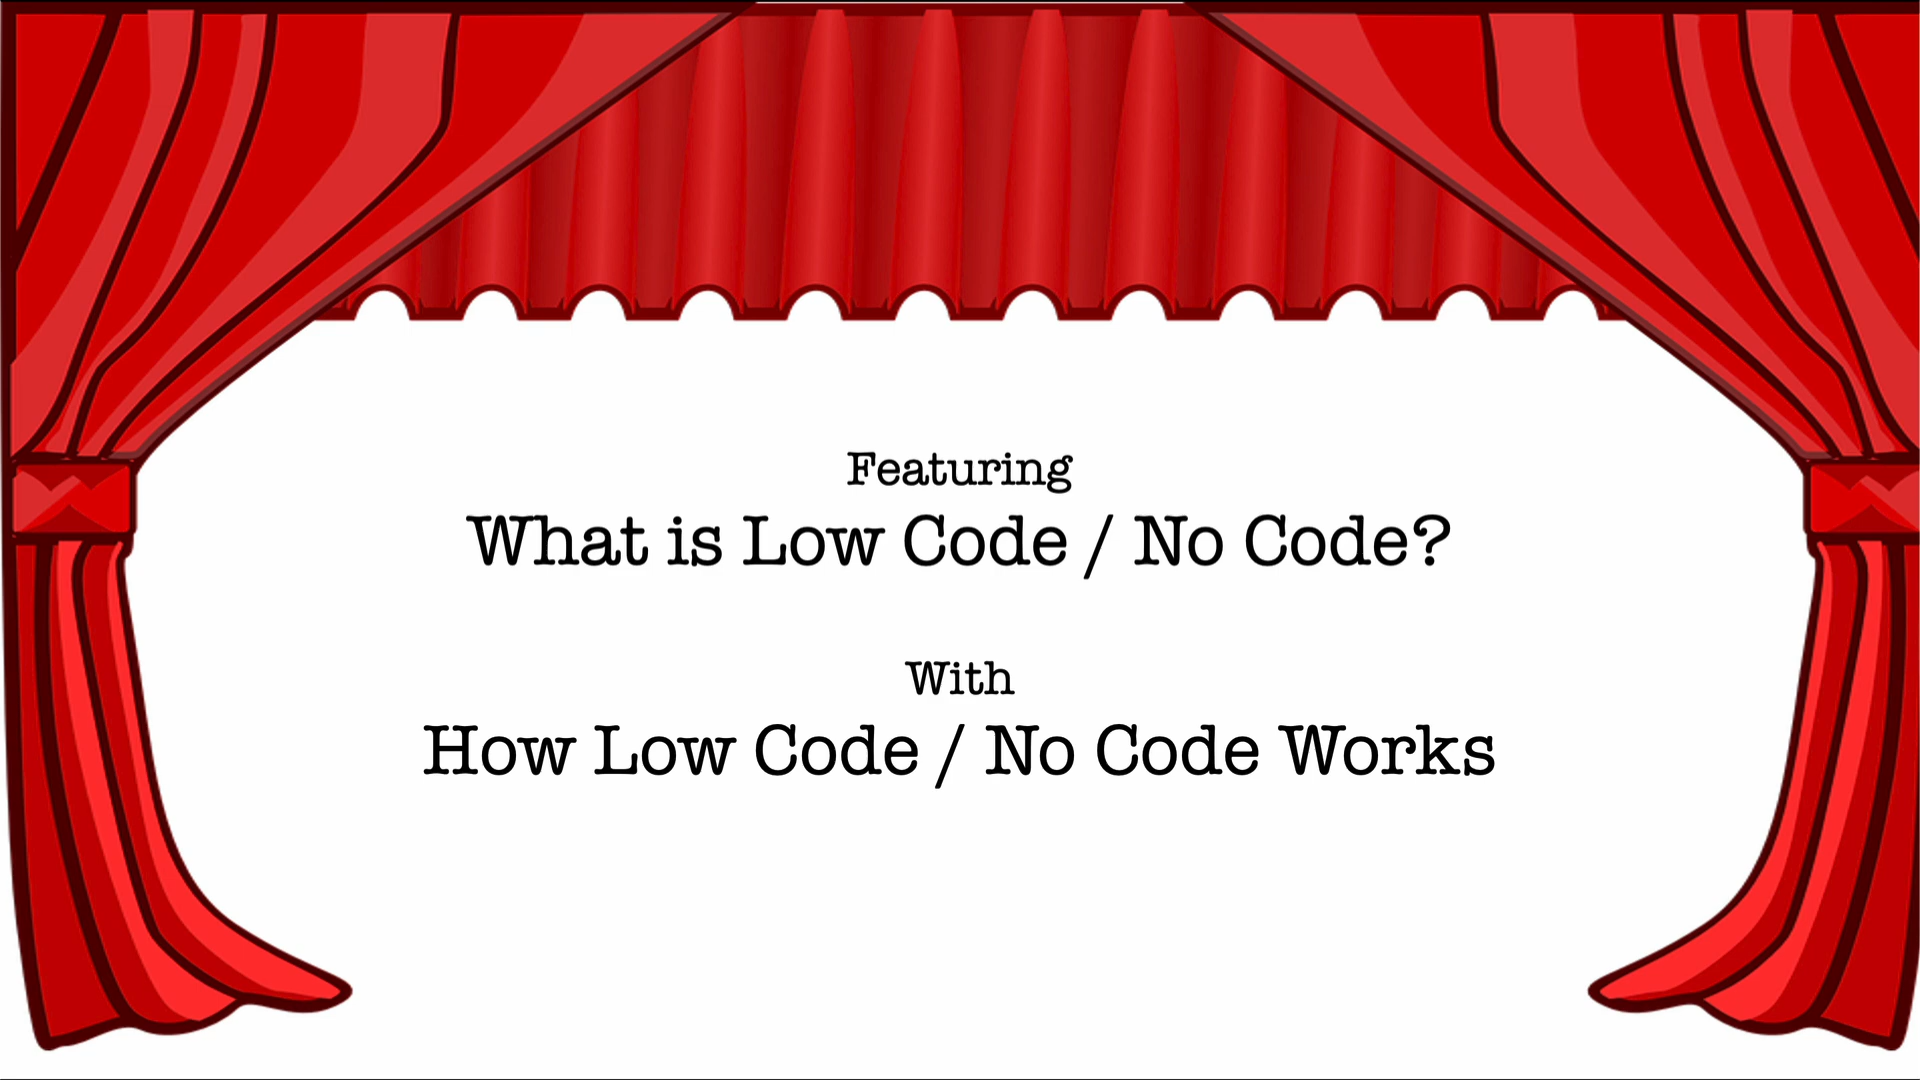 Featuring
What is Low Code / No Code?
With
How Low Code / No Code Works